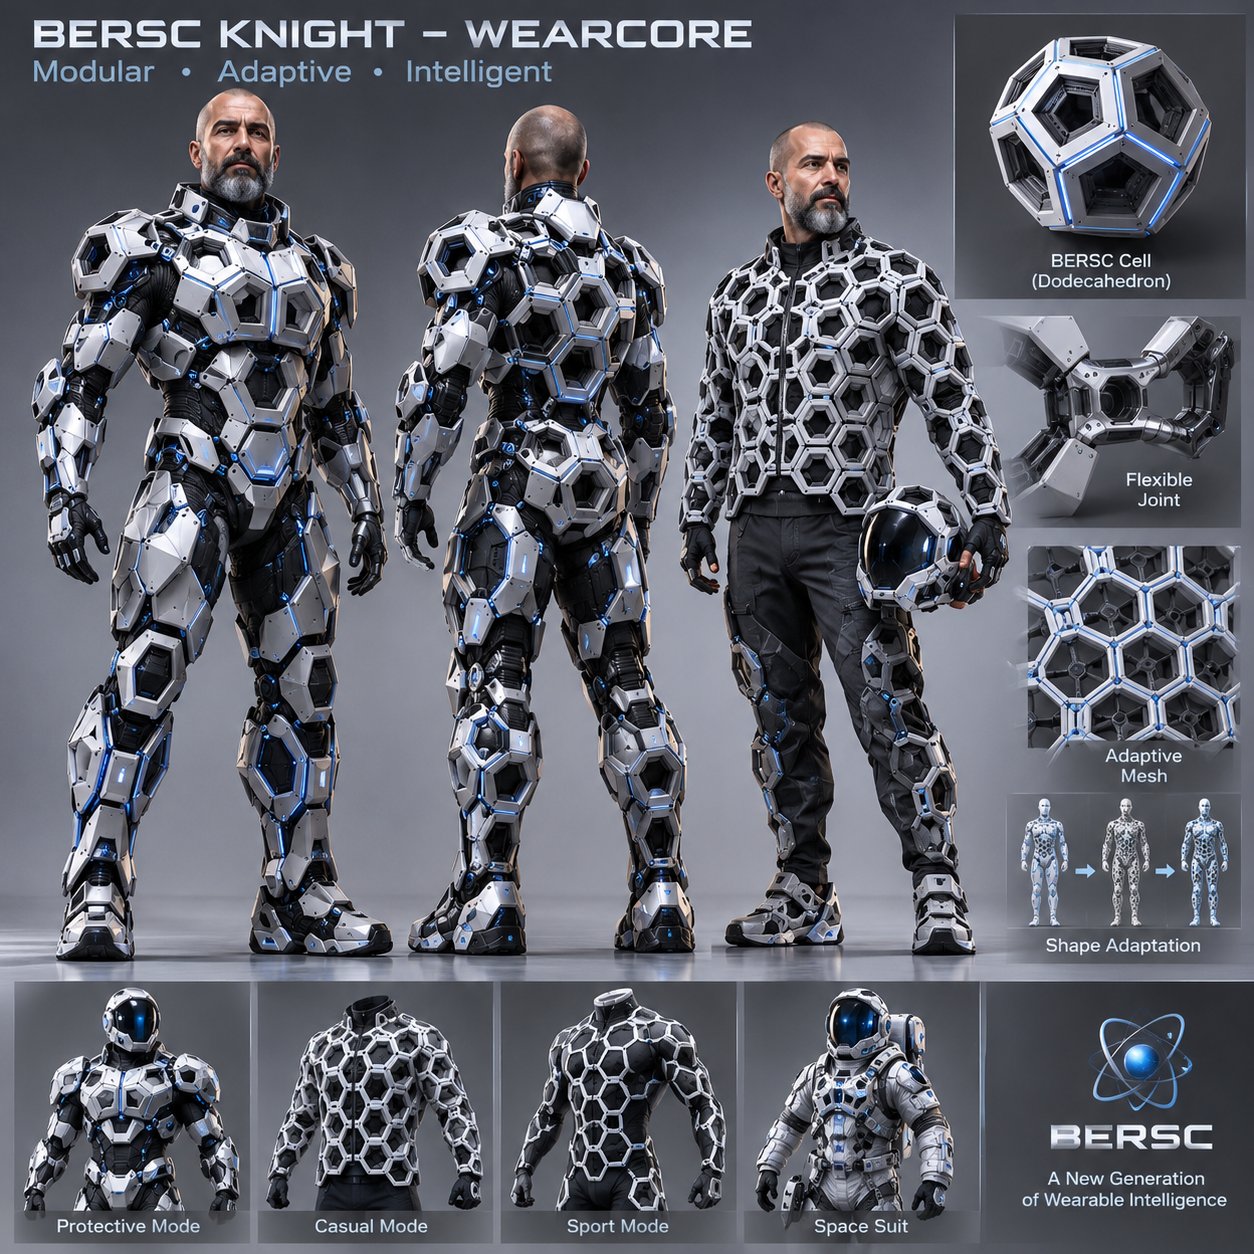 BERSC KNIGHT – WEARCORE
Modular • Adaptive • Intelligent
BERSC Cell
(Dodecahedron)
Flexible
Joint
Adaptive
Mesh
Shape Adaptation
Protective Mode
Casual Mode
Sport Mode
Space Suit
BERSC
A New Generation
of Wearable Intelligence